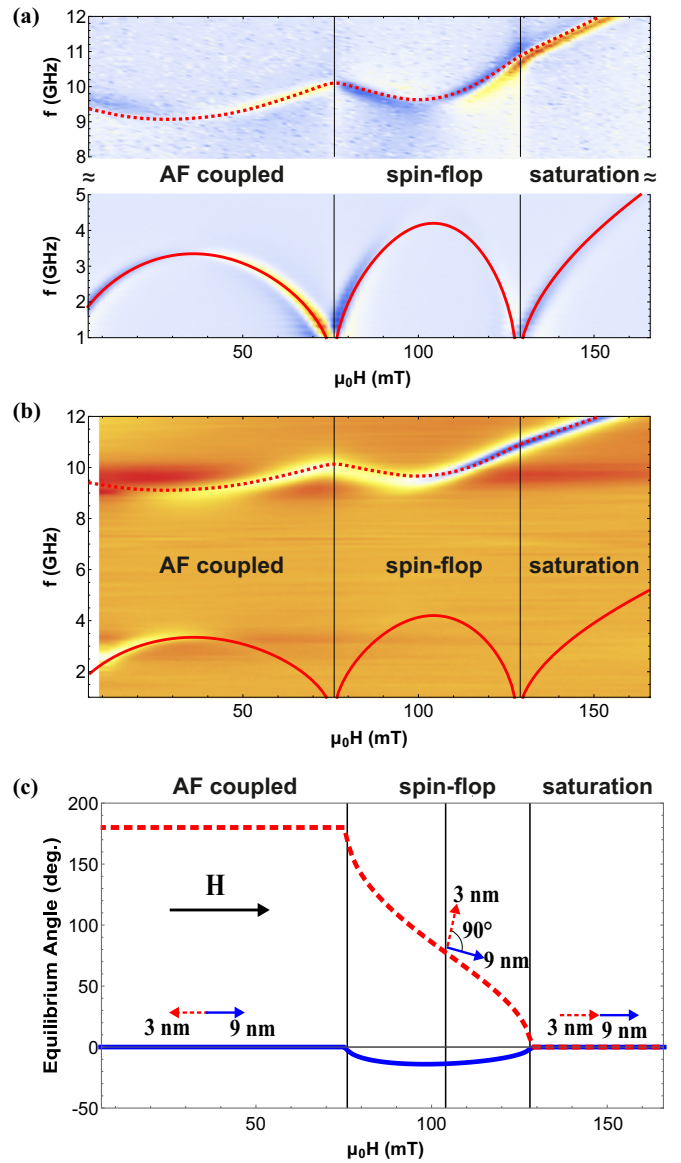 (a)
12
11
10
9
8
f (GHz)
≈ AF coupled spin-flop saturation ≈
5
4
3
2
1
f (GHz)
50 100 150
μ₀H (mT)
(b)
12
10
8
6
4
2
f (GHz)
AF coupled spin-flop saturation
50 100 150
μ₀H (mT)
(c)
AF coupled spin-flop saturation
200
150
100
50
0
-50
Equilibrium Angle (deg.)
H
3 nm
90°
9 nm
3 nm 9 nm
3 nm 9 nm
50 100 150
μ₀H (mT)